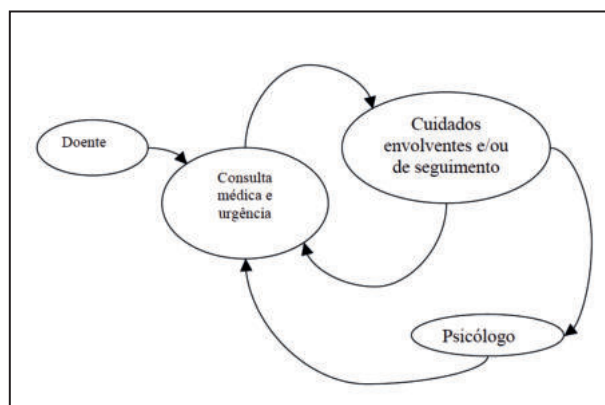 Doente
Consulta
médica e
urgência
Cuidados
envolventes e/ou
de seguimento
Psicólogo